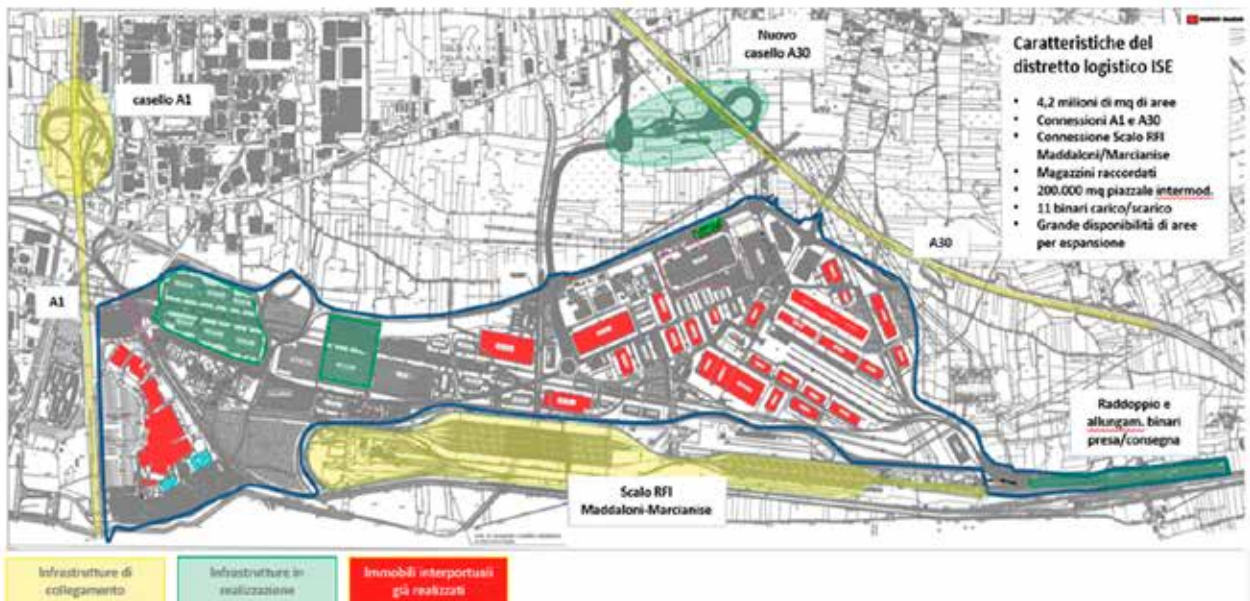 casello A1
Nuovo
casello A30
Caratteristiche del
distretto logistico ISE
• 4,2 milioni di mq di aree
• Connessioni A1 e A30
• Connessione Scalo RFI
Maddaloni/Marcianise
• Magazzini raccordati
• 200.000 mq piazzale intermod.
• 11 binari carico/scarico
• Grande disponibilità di aree
per espansione
A30
A1
Raddoppio e
allungam. binari
presa/consegna
Scalo RFI
Maddaloni-Marcianise
Infrastrutture di
collegamento
Infrastrutture in
realizzazione
Immobili interportuali
già realizzati